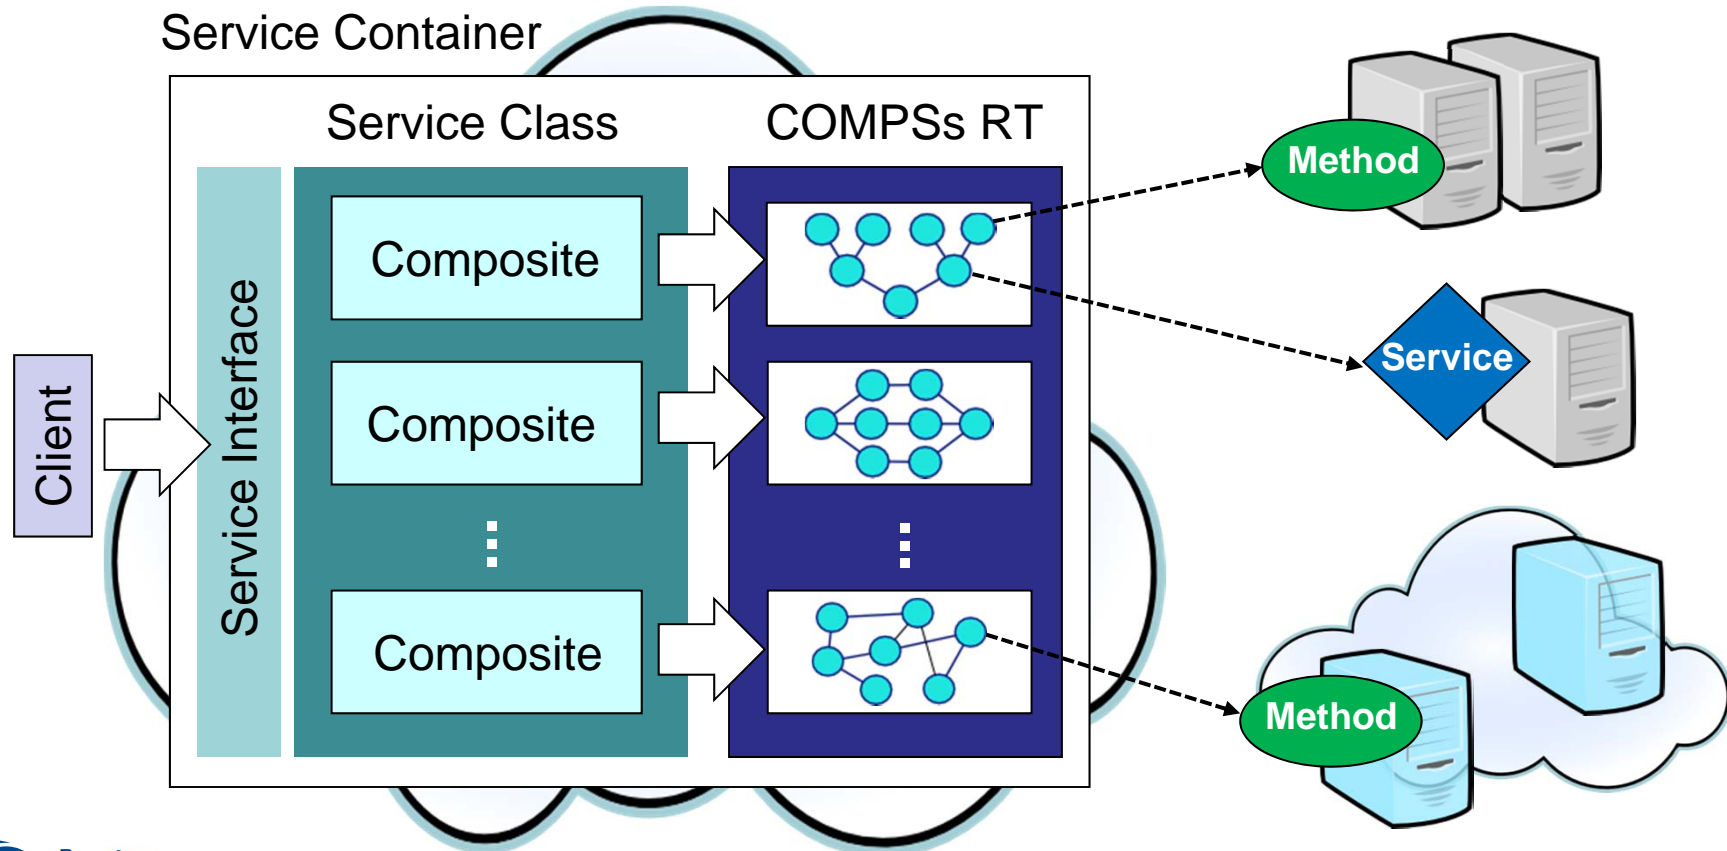 Service Container
Service Class
COMPSs RT
Client
Service Interface
Composite
Composite
Composite
Method
Service
Method